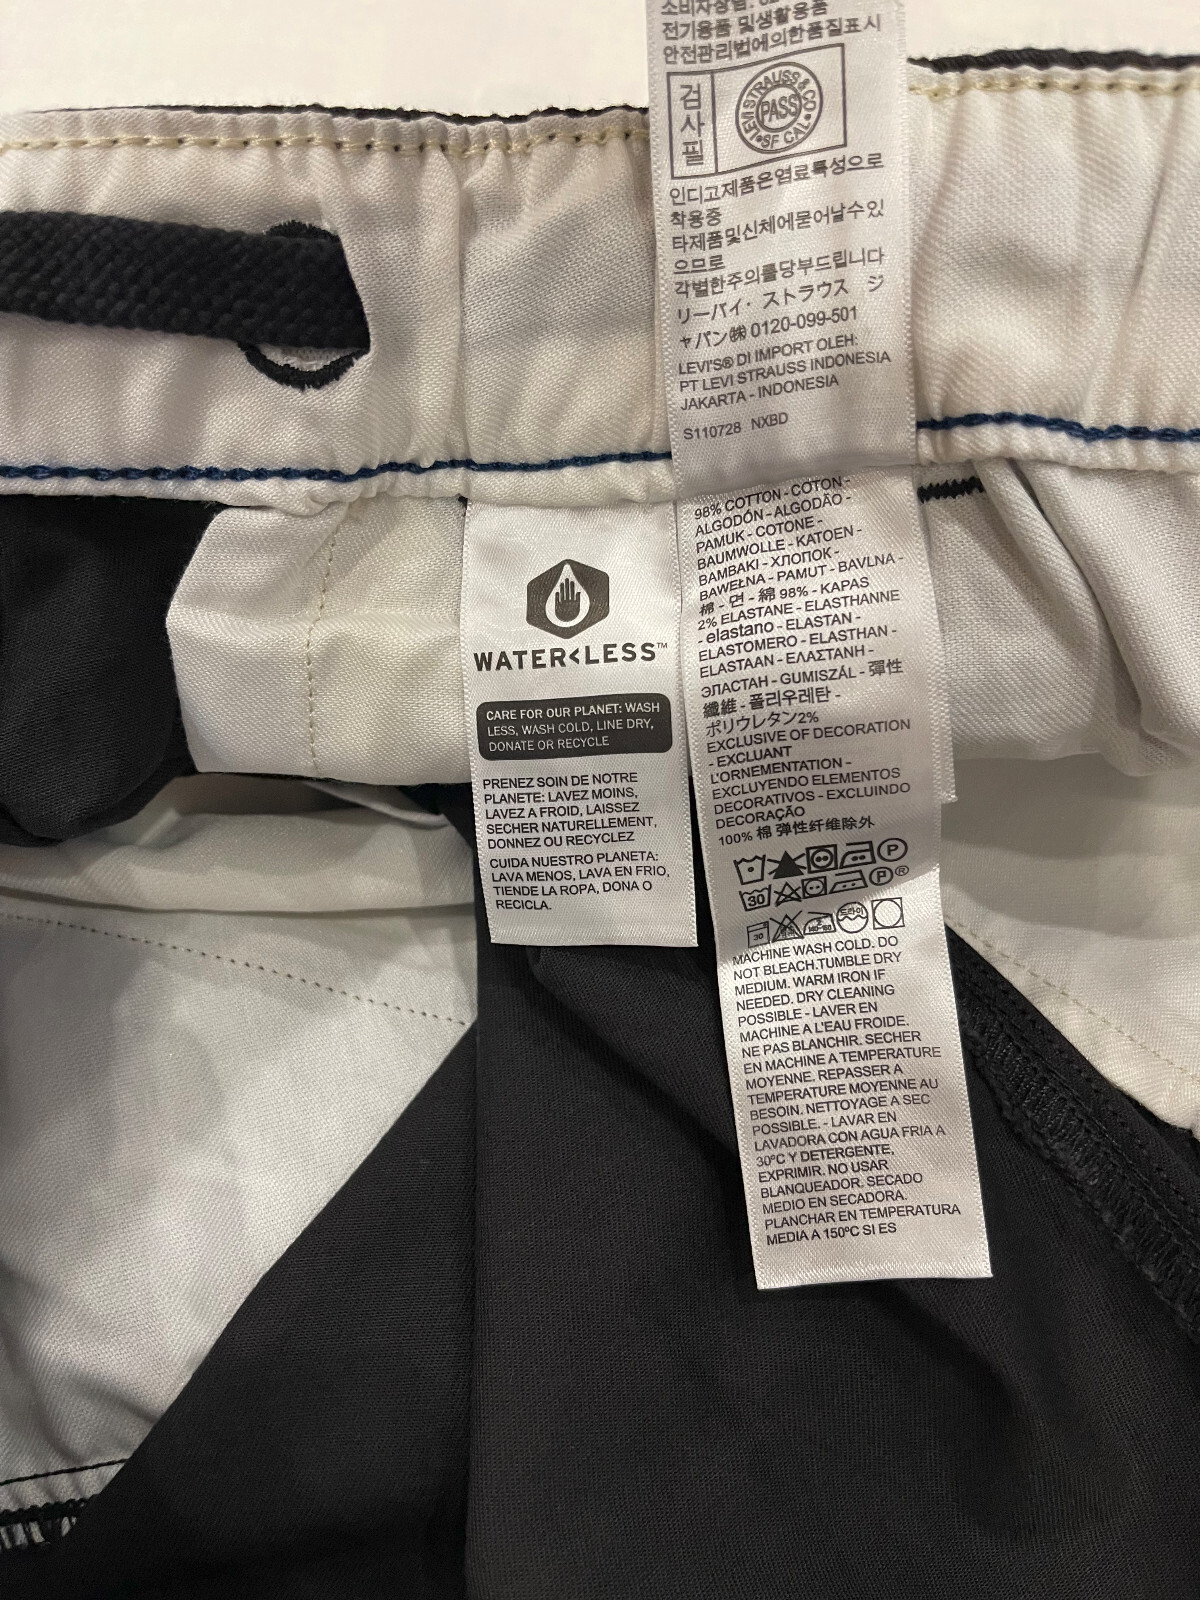 전기용품 및생활용품
안전관리법에의한품질표시
검사필
LEVI STRAUSS & CO
PASS
SF CAL
인디고제품은염료특성으로
착용중
타제품및신체에묻어날수있
으므로
각별한주의를당부드립니다
リーバイ・ ストラウス ジ
ャパン㈱ 0120-099-501
LEVI'S® DI IMPORT OLEH:
PT LEVI STRAUSS INDONESIA
JAKARTA - INDONESIA
S110728 NXBD
WATER<LESS™
CARE FOR OUR PLANET: WASH
LESS, WASH COLD, LINE DRY,
DONATE OR RECYCLE
PRENEZ SOIN DE NOTRE
PLANETE: LAVEZ MOINS,
LAVEZ A FROID, LAISSEZ
SECHER NATURELLEMENT,
DONNEZ OU RECYCLEZ
CUIDA NUESTRO PLANETA:
LAVA MENOS, LAVA EN FRIO,
TIENDE LA ROPA, DONA O
RECICLA.
98% COTTON - COTON -
ALGODÓN - ALGODÃO -
PAMUK - COTONE -
BAUMWOLLE - KATOEN -
BAMBAKI - ХЛОПОК -
BAWEŁNA - PAMUT - BAVLNA -
棉 - 면 - 綿 98% - KAPAS
2% ELASTANE - ELASTHANNE
- elastano - ELASTAN -
ELASTOMERO - ELASTHAN -
ELASTAAN - ΕΛΑΣΤΑΝΗ -
ЭЛАСТАН - GUMISZÁL - 彈性
纖維 - 폴리우레탄 -
ポリウレタン2%
EXCLUSIVE OF DECORATION
- EXCLUANT
L'ORNEMENTATION -
EXCLUYENDO ELEMENTOS
DECORATIVOS - EXCLUINDO
DECORAÇÃO
100% 棉 弹性纤维除外
P
30 P ®
30 드라이
MACHINE WASH COLD. DO
NOT BLEACH.TUMBLE DRY
MEDIUM. WARM IRON IF
NEEDED. DRY CLEANING
POSSIBLE - LAVER EN
MACHINE A L'EAU FROIDE.
NE PAS BLANCHIR. SECHER
EN MACHINE A TEMPERATURE
MOYENNE, REPASSER A
TEMPERATURE MOYENNE AU
BESOIN. NETTOYAGE A SEC
POSSIBLE. - LAVAR EN
LAVADORA CON AGUA FRIA A
30ºC Y DETERGENTE,
EXPRIMIR. NO USAR
BLANQUEADOR. SECADO
MEDIO EN SECADORA.
PLANCHAR EN TEMPERATURA
MEDIA A 150ºC SI ES